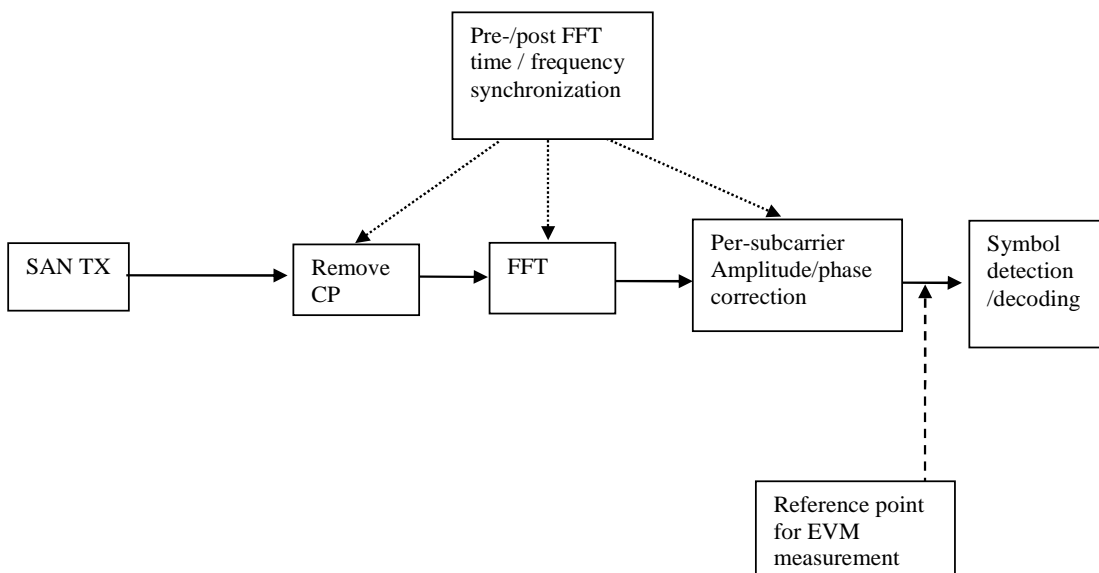 Pre-/post FFT
time / frequency
synchronization
SAN TX
Remove
CP
FFT
Per-subcarrier
Amplitude/phase
correction
Symbol
detection
/decoding
Reference point
for EVM
measurement